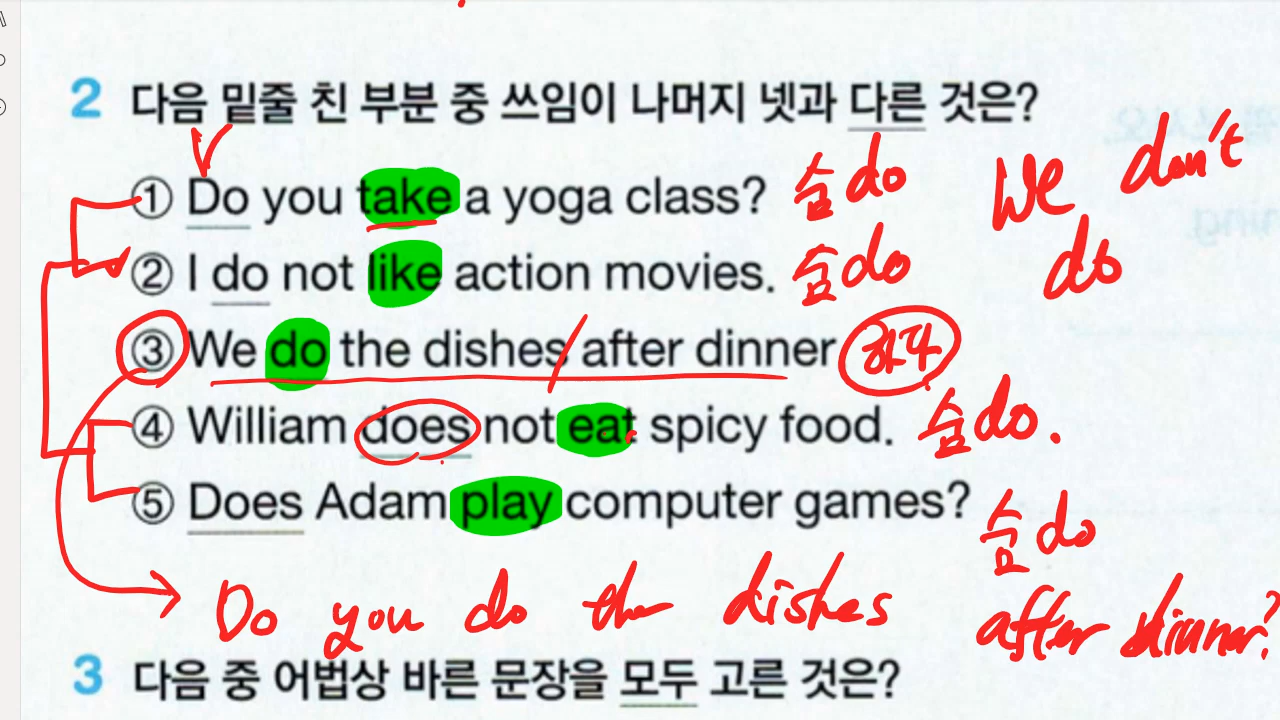 2 다음 밑줄 친 부분 중 쓰임이 나머지 넷과 다른 것은?
① Do you take a yoga class? 숨do We don't
② I do not like action movies. 숨do do
③ We do the dishes after dinner 하다
④ William does not eat spicy food. 숨do.
⑤ Does Adam play computer games? 숨do
Do you do the dishes after dinner?
3 다음 중 어법상 바른 문장을 모두 고른 것은?